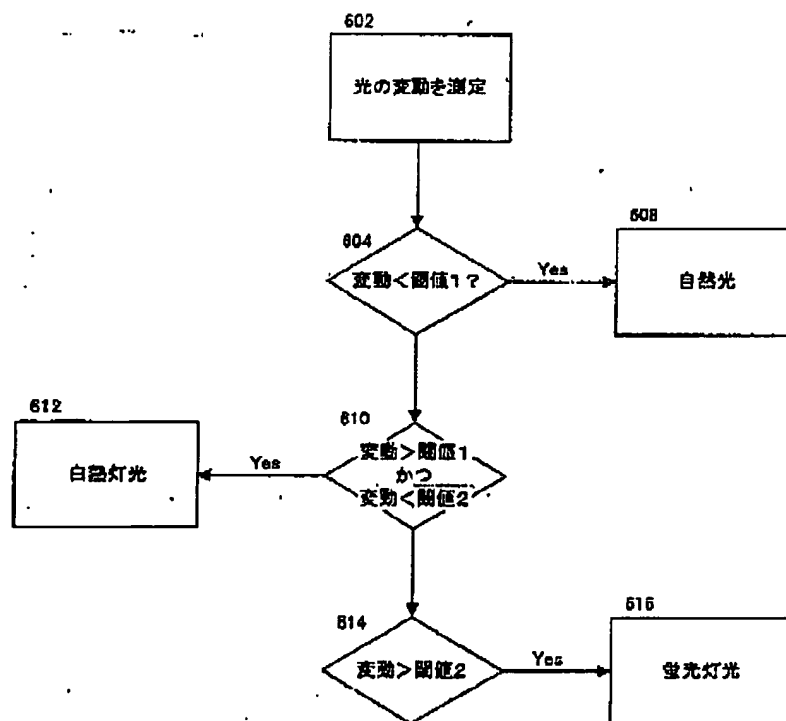 602
光の変動を測定
604
変動<閾値1?
Yes
608
自然光
610
変動>閾値1
かつ
変動<閾値2
Yes
612
白熱灯光
614
変動>閾値2
Yes
616
蛍光灯光